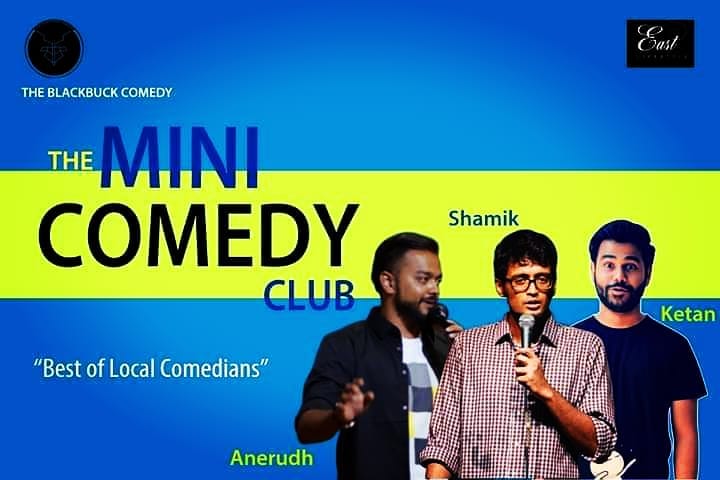 THE BLACKBUCK COMEDY
East
THE MINI
COMEDY
CLUB
Shamik
Ketan
"Best of Local Comedians"
Anerudh